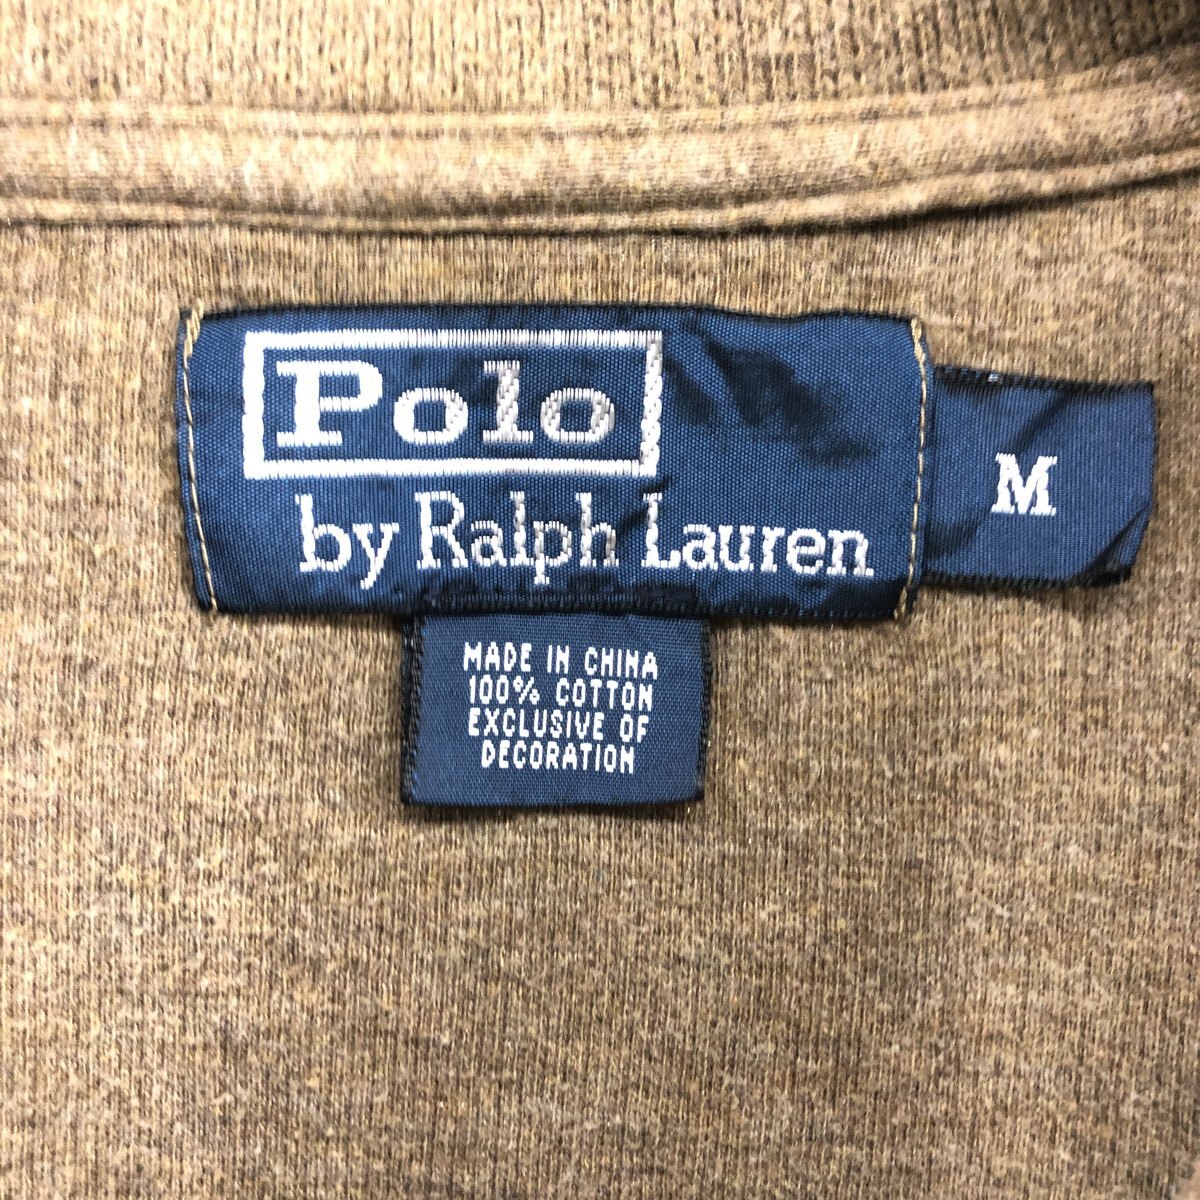 Polo
by Ralph Lauren
M
MADE IN CHINA
100% COTTON
EXCLUSIVE OF
DECORATION